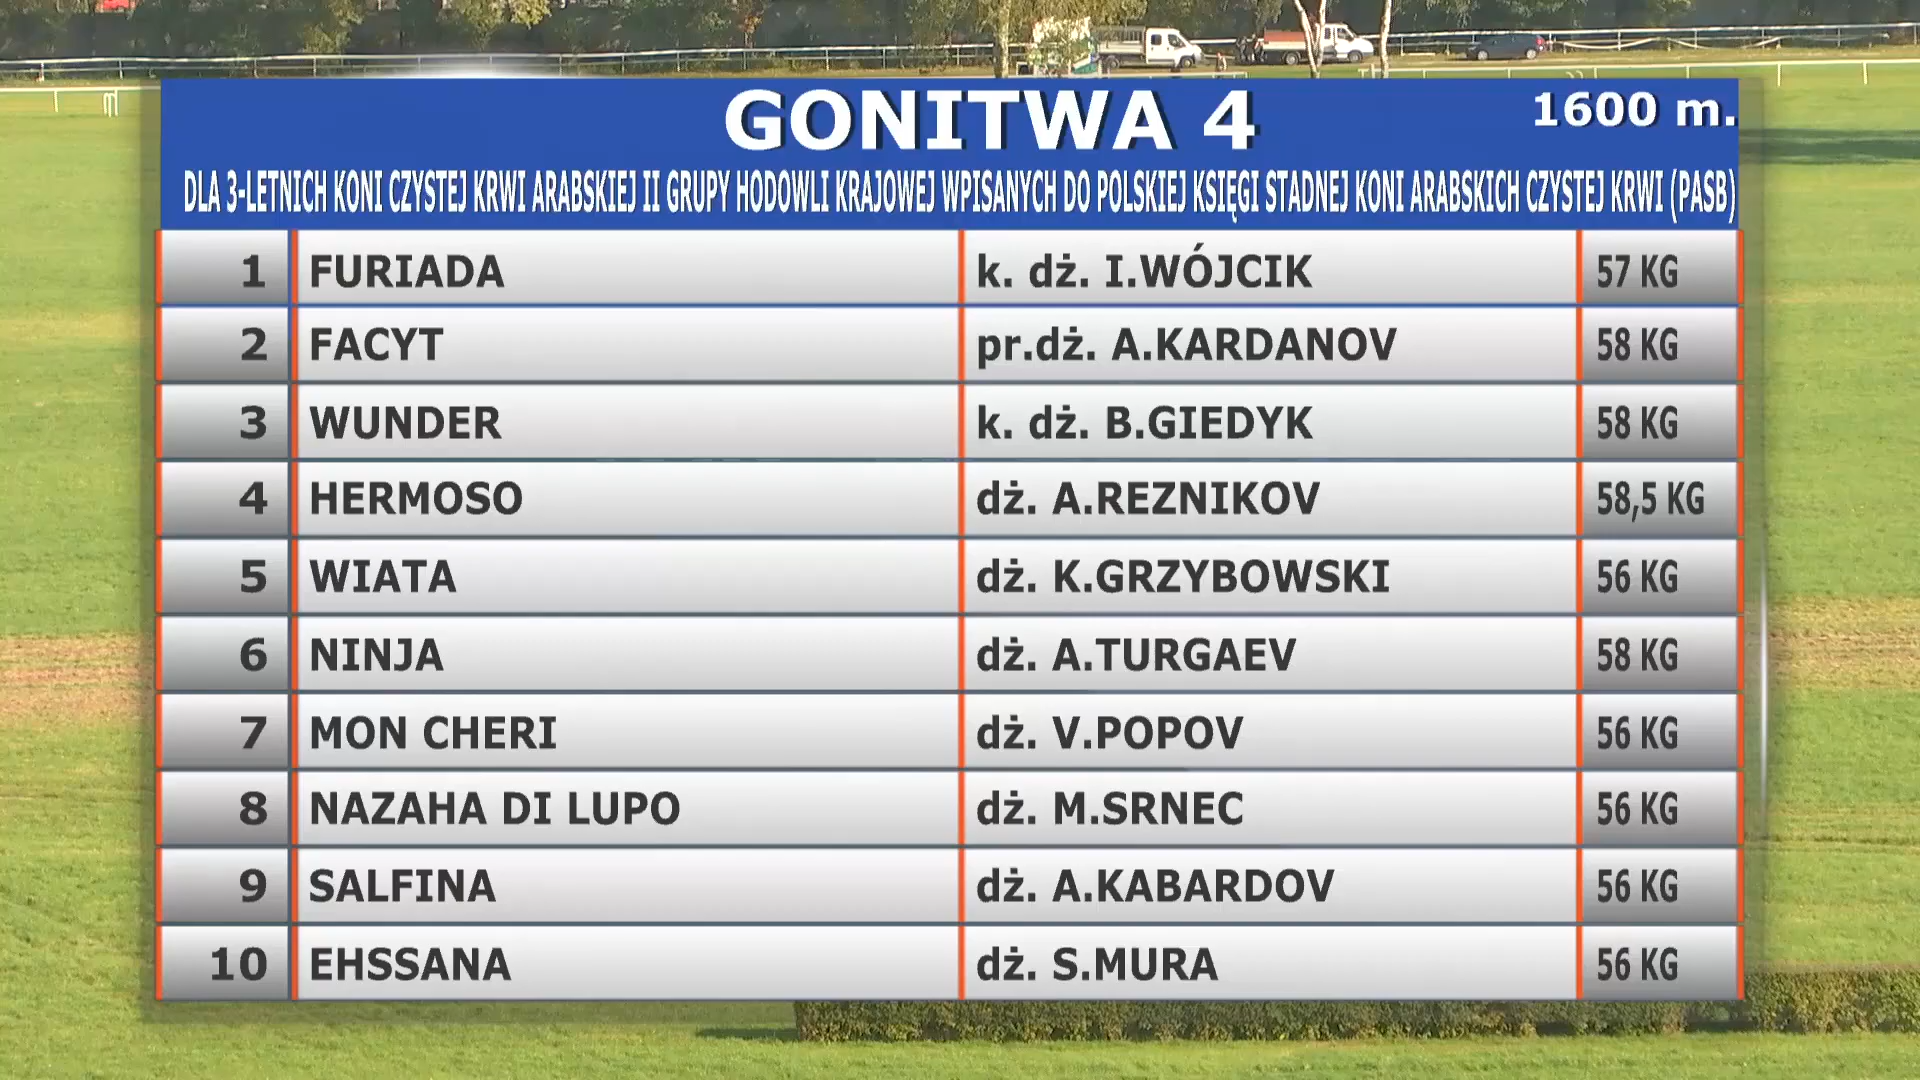 GONITWA 4
1600 m.
DLA 3-LETNICH KONI CZYSTEJ KRWI ARABSKIEJ II GRUPY HODOWLI KRAJOWEJ WPISANYCH DO POLSKIEJ KSIĘGI STADNEJ KONI ARABSKICH CZYSTEJ KRWI (PASB)
1 FURIADA k. dż. I.WÓJCIK 57 KG
2 FACYT pr.dż. A.KARDANOV 58 KG
3 WUNDER k. dż. B.GIEDYK 58 KG
4 HERMOSO dż. A.REZNIKOV 58,5 KG
5 WIATA dż. K.GRZYBOWSKI 56 KG
6 NINJA dż. A.TURGAEV 58 KG
7 MON CHERI dż. V.POPOV 56 KG
8 NAZAHA DI LUPO dż. M.SRNEC 56 KG
9 SALFINA dż. A.KABARDOV 56 KG
10 EHSSANA dż. S.MURA 56 KG